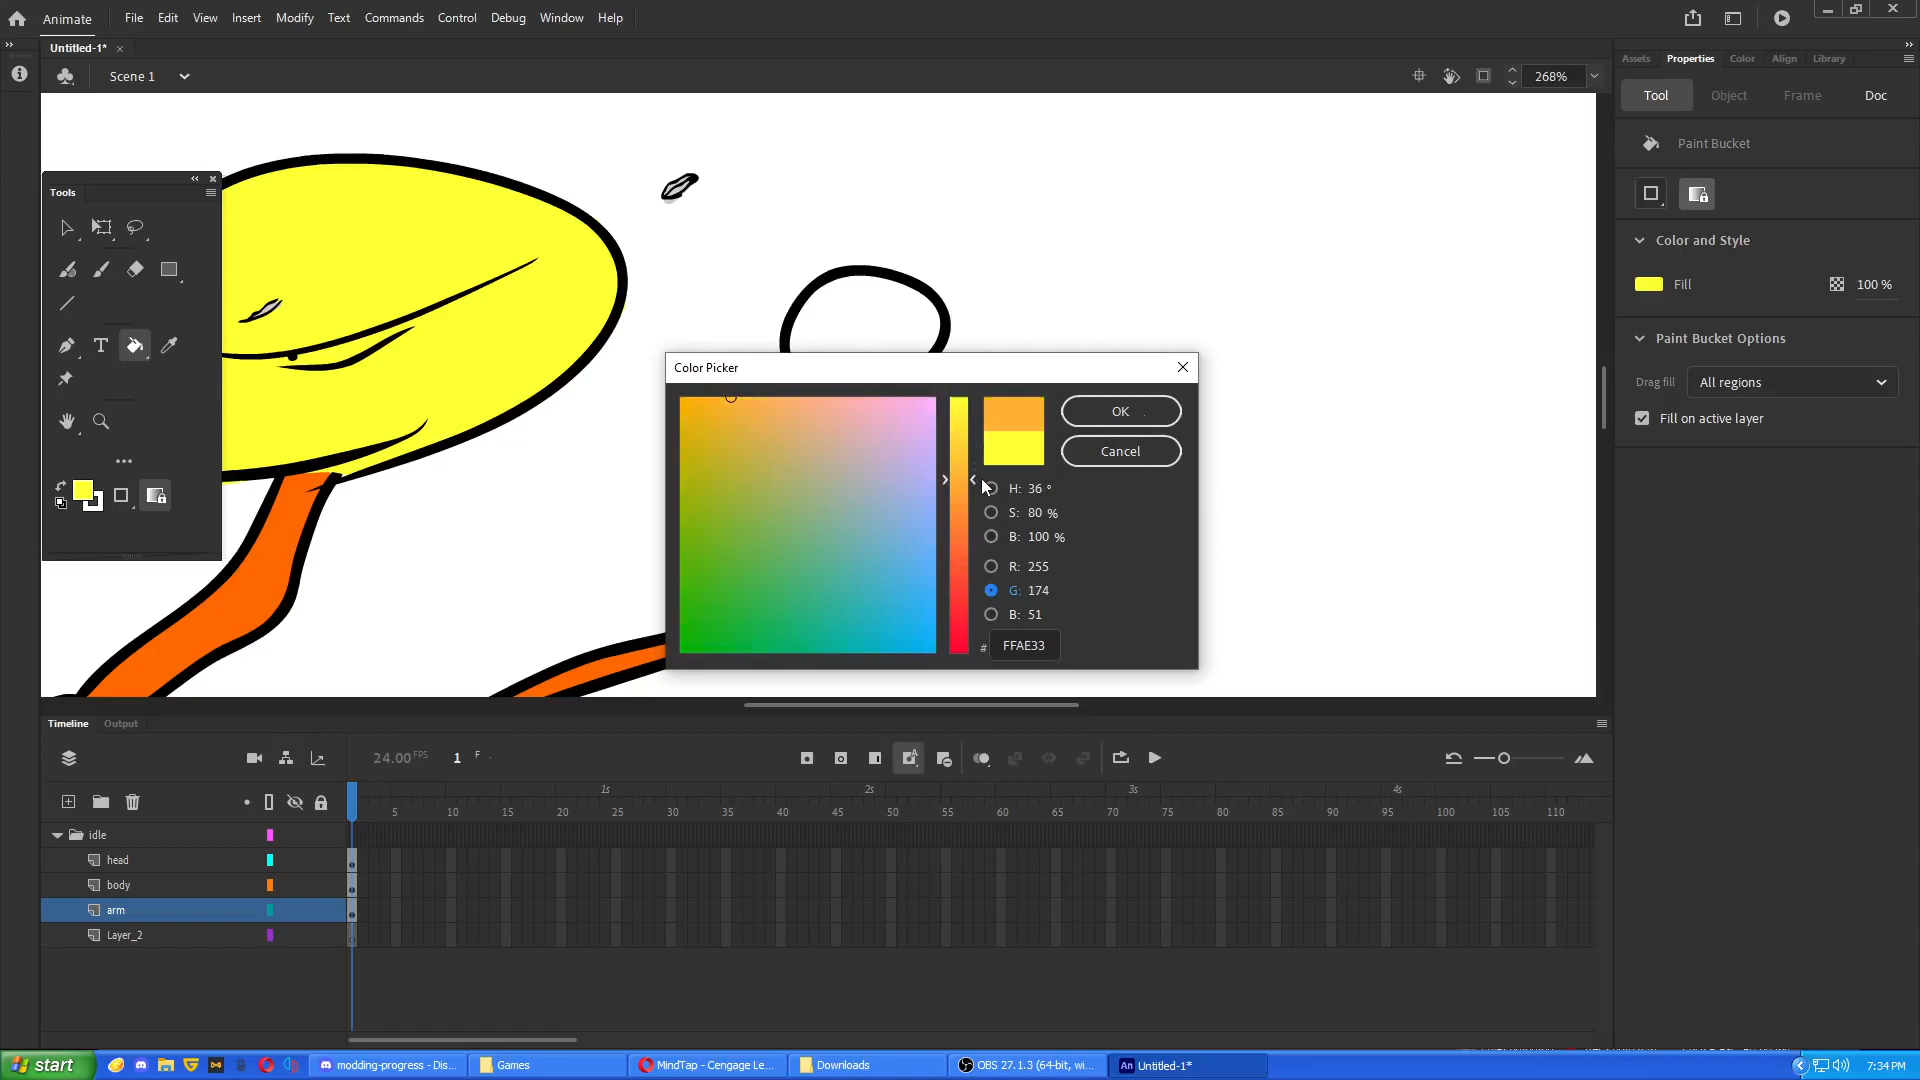 Animate
File
Edit
View
Insert
Modify
Text
Commands
Control
Debug
Window
Help
Untitled-1*
Scene 1
268%
Assets
Properties
Color
Align
Library
Tool
Object
Frame
Doc
Paint Bucket
Color and Style
Fill
100 %
Paint Bucket Options
Drag fill
All regions
Fill on active layer
Tools
T
Color Picker
OK
Cancel
H: 36 °
S: 80 %
B: 100 %
R: 255
G: 174
B: 51
# FFAE33
Timeline
Output
24.00 FPS
1 F
1s
2s
3s
4s
5 10 15 20 25 30 35 40 45 50 55 60 65 70 75 80 85 90 95 100 105 110
idle
head
body
arm
Layer_2
start
modding-progress - Dis...
Games
MindTap - Cengage Le...
Downloads
OBS 27.1.3 (64-bit, wi...
An Untitled-1*
7:34 PM